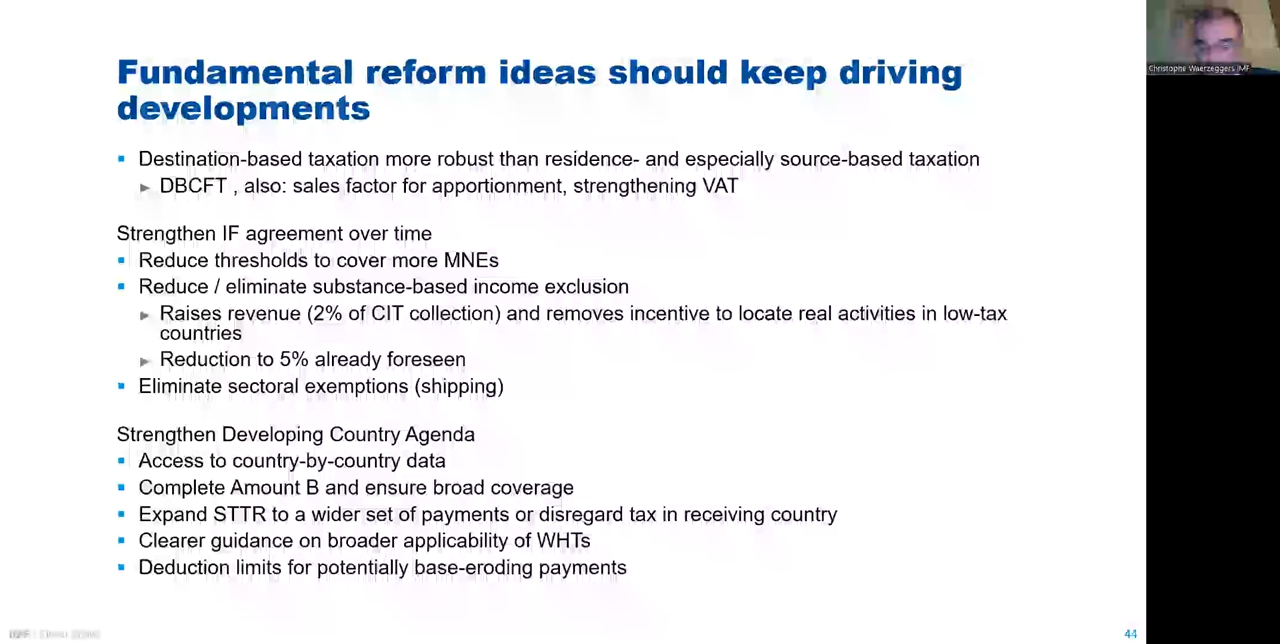 Fundamental reform ideas should keep driving
developments
Destination-based taxation more robust than residence- and especially source-based taxation
DBCFT , also: sales factor for apportionment, strengthening VAT
Strengthen IF agreement over time
Reduce thresholds to cover more MNEs
Reduce / eliminate substance-based income exclusion
Raises revenue (2% of CIT collection) and removes incentive to locate real activities in low-tax
countries
Reduction to 5% already foreseen
Eliminate sectoral exemptions (shipping)
Strengthen Developing Country Agenda
Access to country-by-country data
Complete Amount B and ensure broad coverage
Expand STTR to a wider set of payments or disregard tax in receiving country
Clearer guidance on broader applicability of WHTs
Deduction limits for potentially base-eroding payments
44
Christophe Waerzeggers IMF